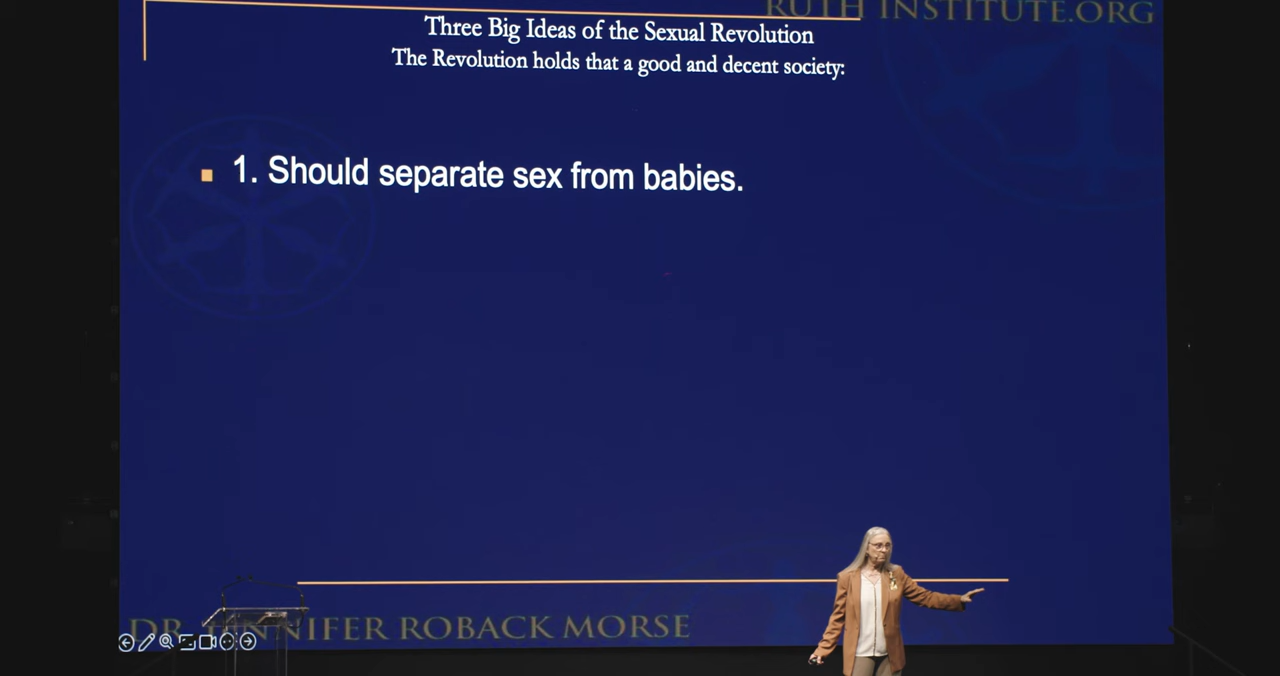 RUTH INSTITUTE.ORG
Three Big Ideas of the Sexual Revolution
The Revolution holds that a good and decent society:
1. Should separate sex from babies.
DR. JENNIFER ROBACK MORSE